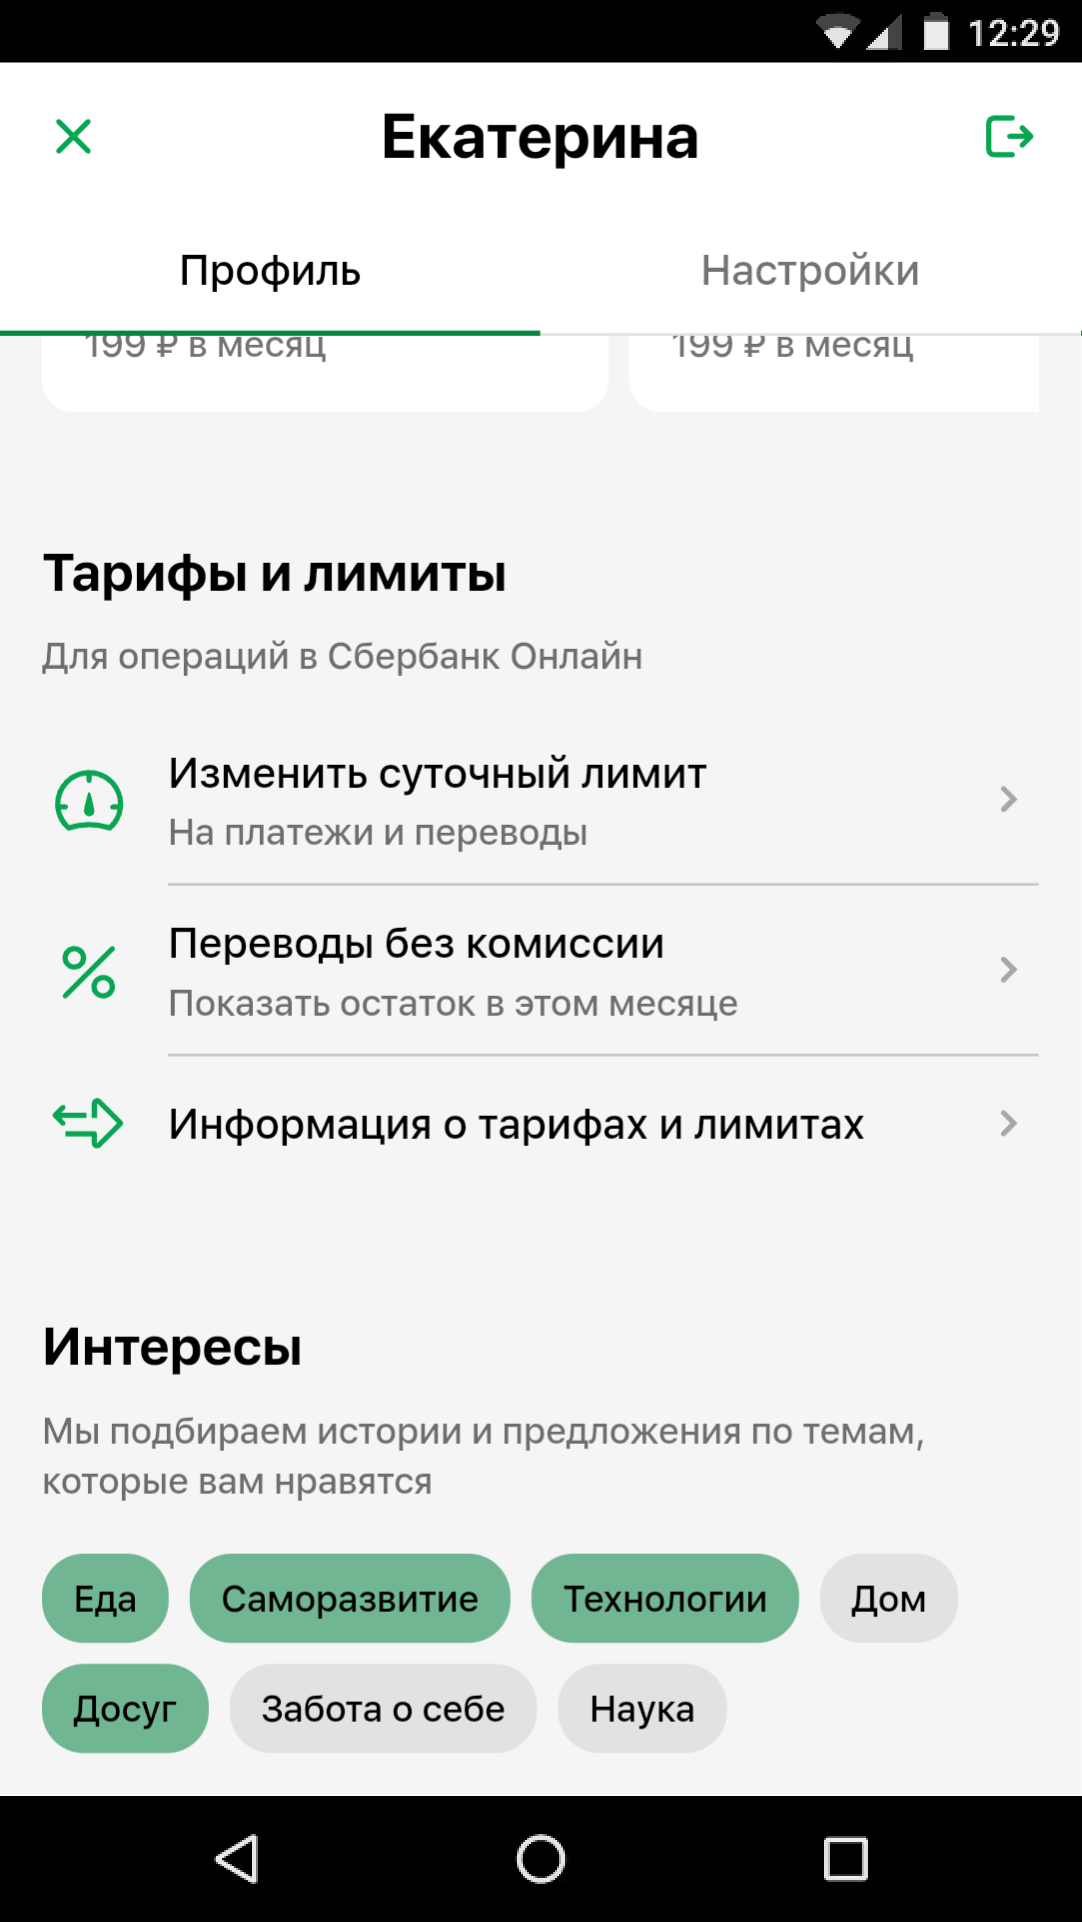 12:29
Екатерина
Профиль
Настройки
199 ₽ в месяц
199 ₽ в месяц
Тарифы и лимиты
Для операций в Сбербанк Онлайн
Изменить суточный лимит
На платежи и переводы
Переводы без комиссии
Показать остаток в этом месяце
Информация о тарифах и лимитах
Интересы
Мы подбираем истории и предложения по темам,
которые вам нравятся
Еда
Саморазвитие
Технологии
Дом
Досуг
Забота о себе
Наука